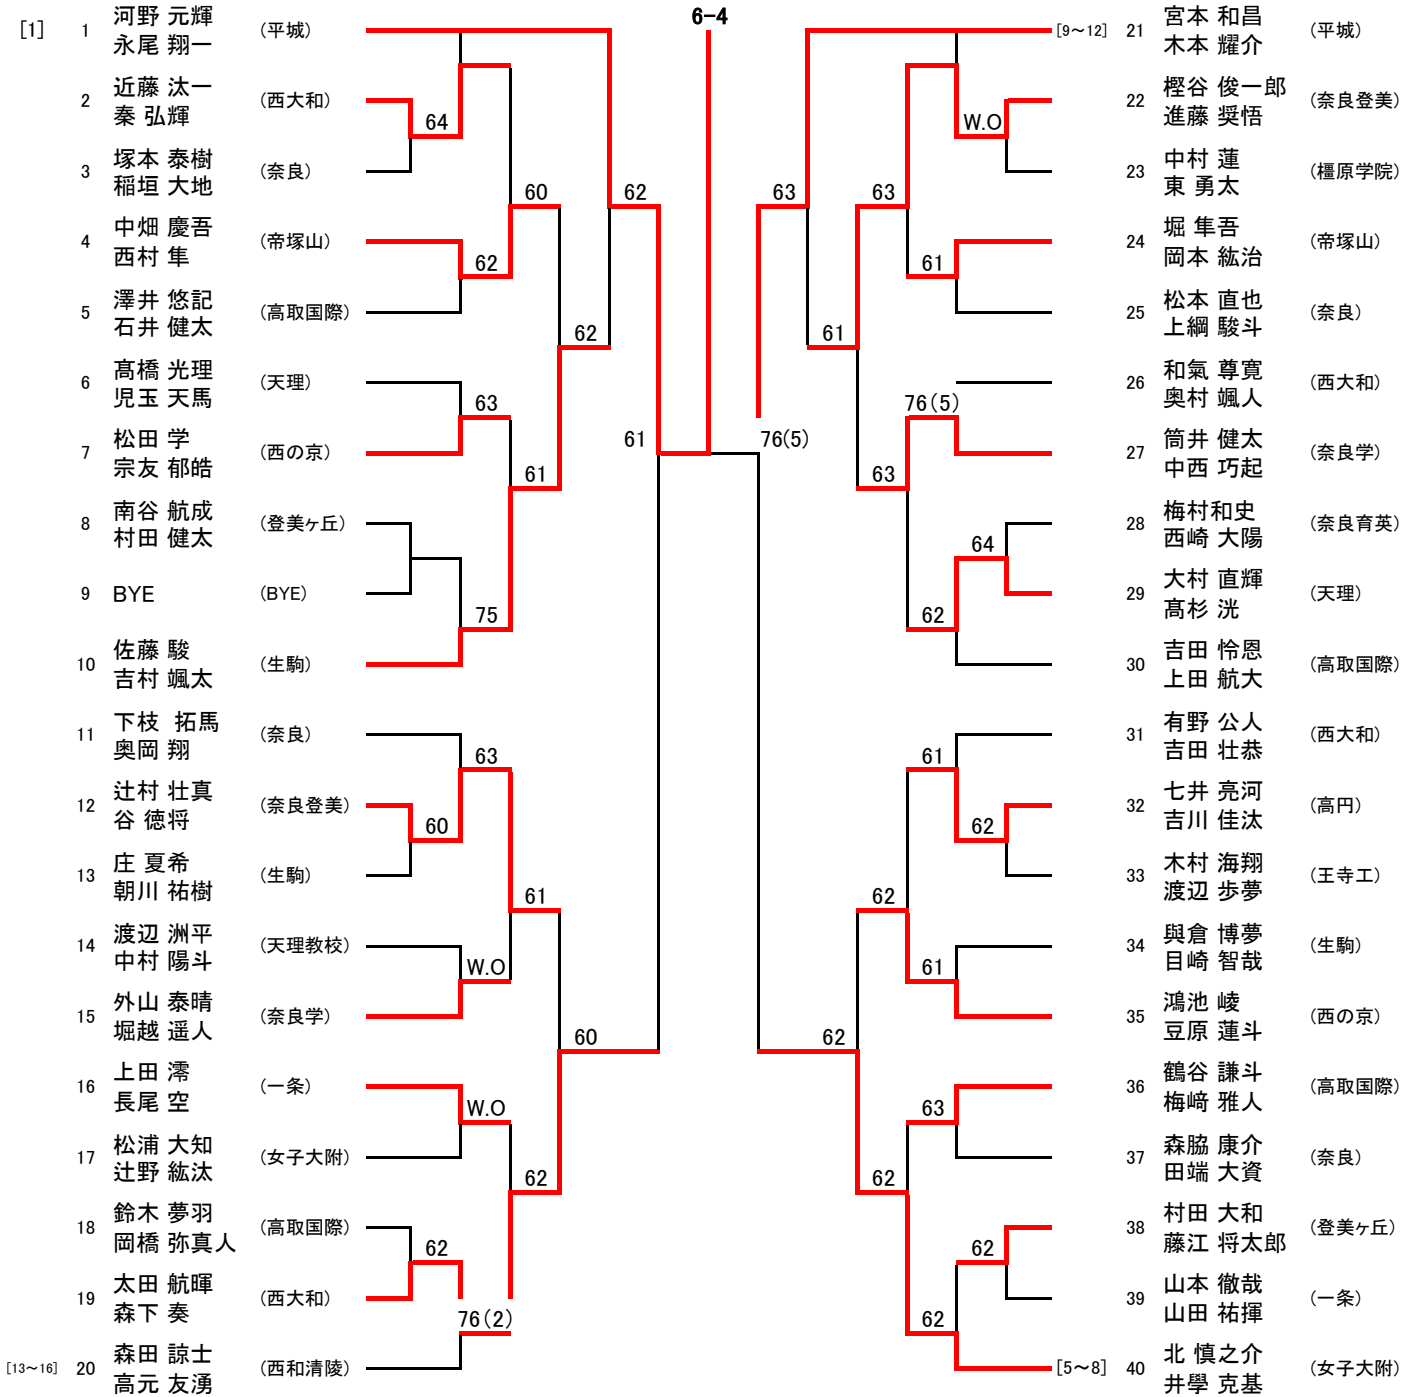 6-4
[1] 1 河野 元輝 永尾 翔一 (平城)
2 近藤 汰一 秦 弘輝 (西大和)
64
3 塚本 泰樹 稲垣 大地 (奈良)
60
62
4 中畑 慶吾 西村 隼 (帝塚山)
62
5 澤井 悠記 石井 健太 (高取国際)
62
6 髙橋 光理 児玉 天馬 (天理)
63
7 松田 学 宗友 郁皓 (西の京)
61
61
8 南谷 航成 村田 健太 (登美ヶ丘)
9 BYE (BYE)
75
10 佐藤 駿 吉村 颯太 (生駒)
11 下枝 拓馬 奥岡 翔 (奈良)
63
12 辻村 壮真 谷 徳将 (奈良登美)
60
13 庄 夏希 朝川 祐樹 (生駒)
61
14 渡辺 洲平 中村 陽斗 (天理教校)
W.O
15 外山 泰晴 堀越 遥人 (奈良学)
60
16 上田 澪 長尾 空 (一条)
W.O
17 松浦 大知 辻野 紘汰 (女子大附)
62
18 鈴木 夢羽 岡橋 弥真人 (高取国際)
62
19 太田 航暉 森下 奏 (西大和)
76(2)
[13~16] 20 森田 諒士 高元 友湧 (西和清陵)
[9~12] 21 宮本 和昌 木本 耀介 (平城)
22 樫谷 俊一郎 進藤 奨悟 (奈良登美)
W.O
23 中村 蓮 東 勇太 (橿原学院)
63
63
24 堀 隼吾 岡本 紘治 (帝塚山)
61
25 松本 直也 上綱 駿斗 (奈良)
61
26 和氣 尊寛 奥村 颯人 (西大和)
76(5)
27 筒井 健太 中西 巧起 (奈良学)
76(5)
63
28 梅村和史 西崎 大陽 (奈良育英)
64
29 大村 直輝 髙杉 洸 (天理)
62
30 吉田 怜恩 上田 航大 (高取国際)
31 有野 公人 吉田 壮恭 (西大和)
61
32 七井 亮河 吉川 佳汰 (高円)
62
33 木村 海翔 渡辺 歩夢 (王寺工)
62
34 與倉 博夢 目崎 智哉 (生駒)
61
35 鴻池 崚 豆原 蓮斗 (西の京)
62
36 鶴谷 謙斗 梅﨑 雅人 (高取国際)
63
37 森脇 康介 田端 大資 (奈良)
62
38 村田 大和 藤江 将太郎 (登美ヶ丘)
62
39 山本 徹哉 山田 祐揮 (一条)
62
[5~8] 40 北 慎之介 井學 克基 (女子大附)